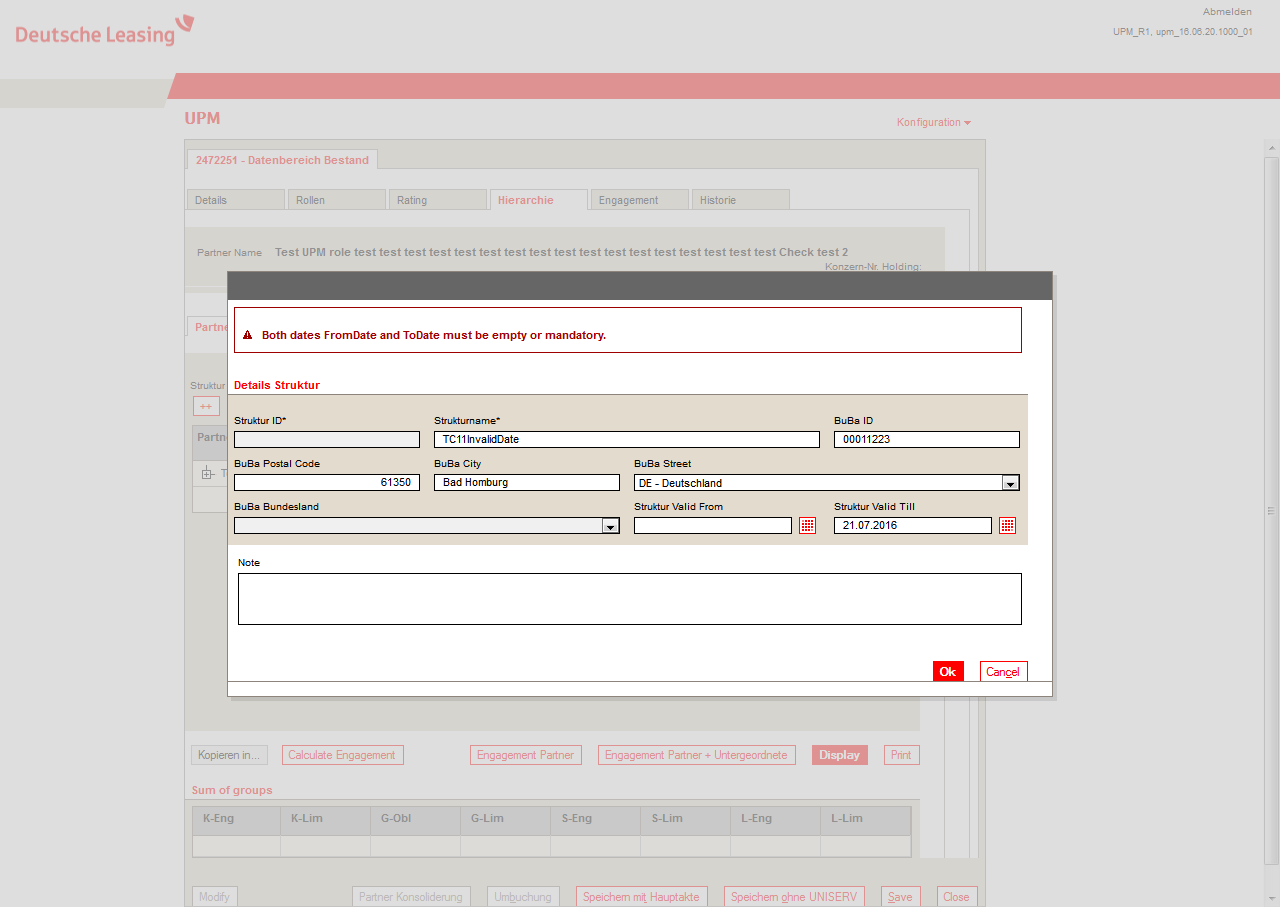 Deutsche Leasing
Abmelden
UPM_R1, upm_16.06.20.1000_01
UPM
Konfiguration
2472251 - Datenbereich Bestand
Details Rollen Rating Hierarchie Engagement Historie
Partner Name Test UPM role test test test test test test test test test test test test test test test test test Check test 2
Konzern-Nr. Holding:
Both dates FromDate and ToDate must be empty or mandatory.
Struktur
Details Struktur
++
Struktur ID* Strukturname* BuBa ID
TC11InvalidDate 00011223
BuBa Postal Code BuBa City BuBa Street
61350 Bad Homburg DE - Deutschland
BuBa Bundesland Struktur Valid From Struktur Valid Till
21.07.2016
Note
Ok Cancel
Kopieren in... Calculate Engagement Engagement Partner Engagement Partner + Untergeordnete Display Print
Sum of groups
K-Eng K-Lim G-Obl G-Lim S-Eng S-Lim L-Eng L-Lim
Modify Partner Konsolidierung Umbuchung Speichern mit Hauptakte Speichern ohne UNISERV Save Close